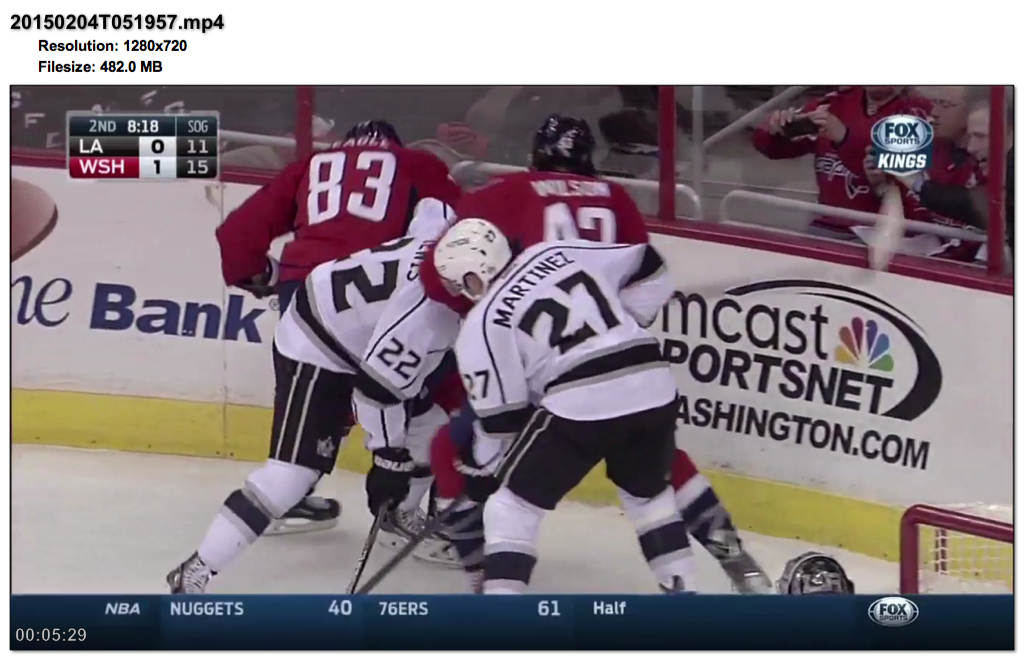 20150204T051957.mp4
Resolution: 1280x720
Filesize: 482.0 MB
2ND 8:18 SOG
LA 0 11
WSH 1 15
FOX
SPORTS
KINGS
83
WILSON
22
22
MARTINEZ
27
27
ne Bank
mcast
PORTSNET
ASHINGTON.COM
NBA NUGGETS 40 76ERS 61 Half
FOX
SPORTS
00:05:29